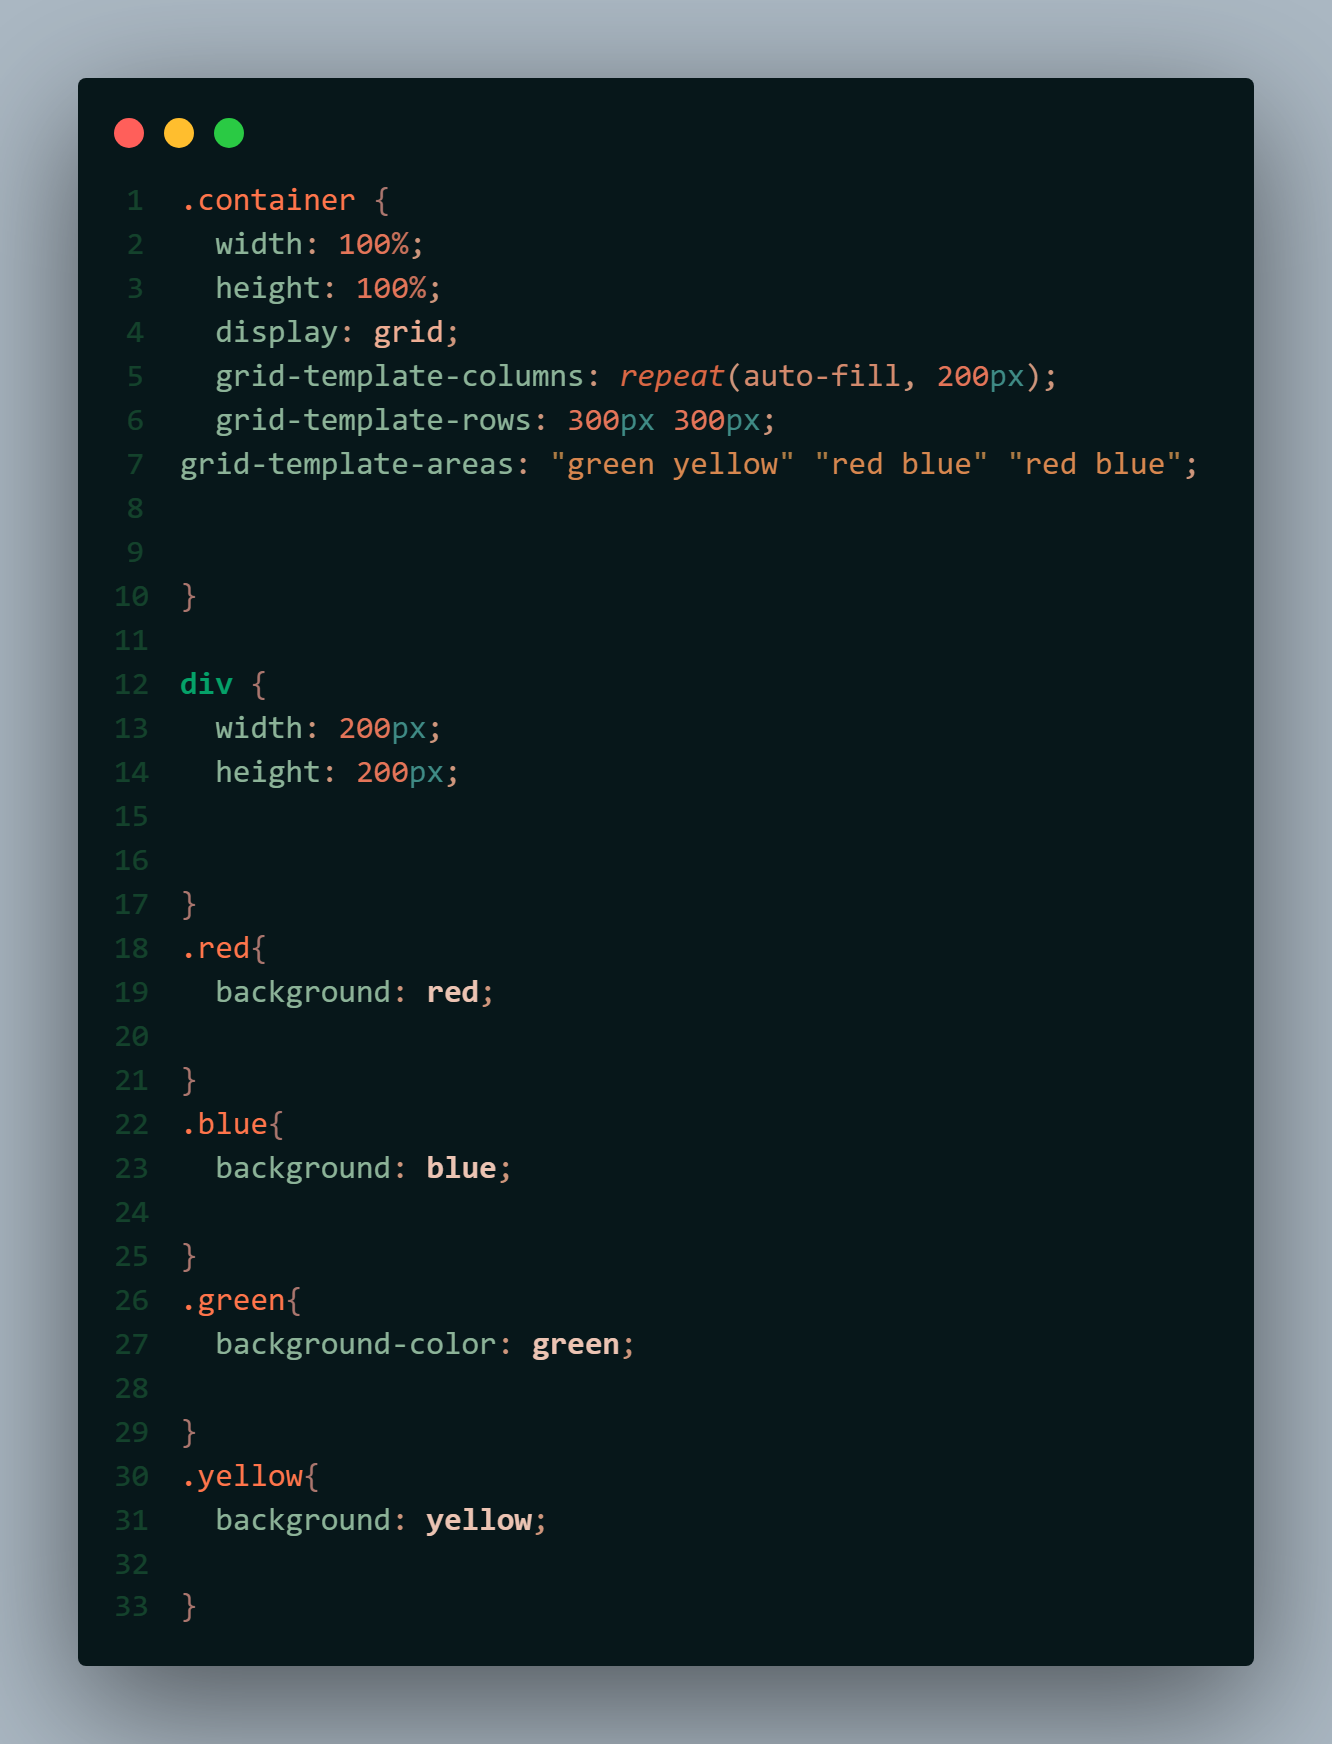 1 .container {
2 width: 100%;
3 height: 100%;
4 display: grid;
5 grid-template-columns: repeat(auto-fill, 200px);
6 grid-template-rows: 300px 300px;
7 grid-template-areas: "green yellow" "red blue" "red blue";
8
9
10 }
11
12 div {
13 width: 200px;
14 height: 200px;
15
16
17 }
18 .red{
19 background: red;
20
21 }
22 .blue{
23 background: blue;
24
25 }
26 .green{
27 background-color: green;
28
29 }
30 .yellow{
31 background: yellow;
32
33 }